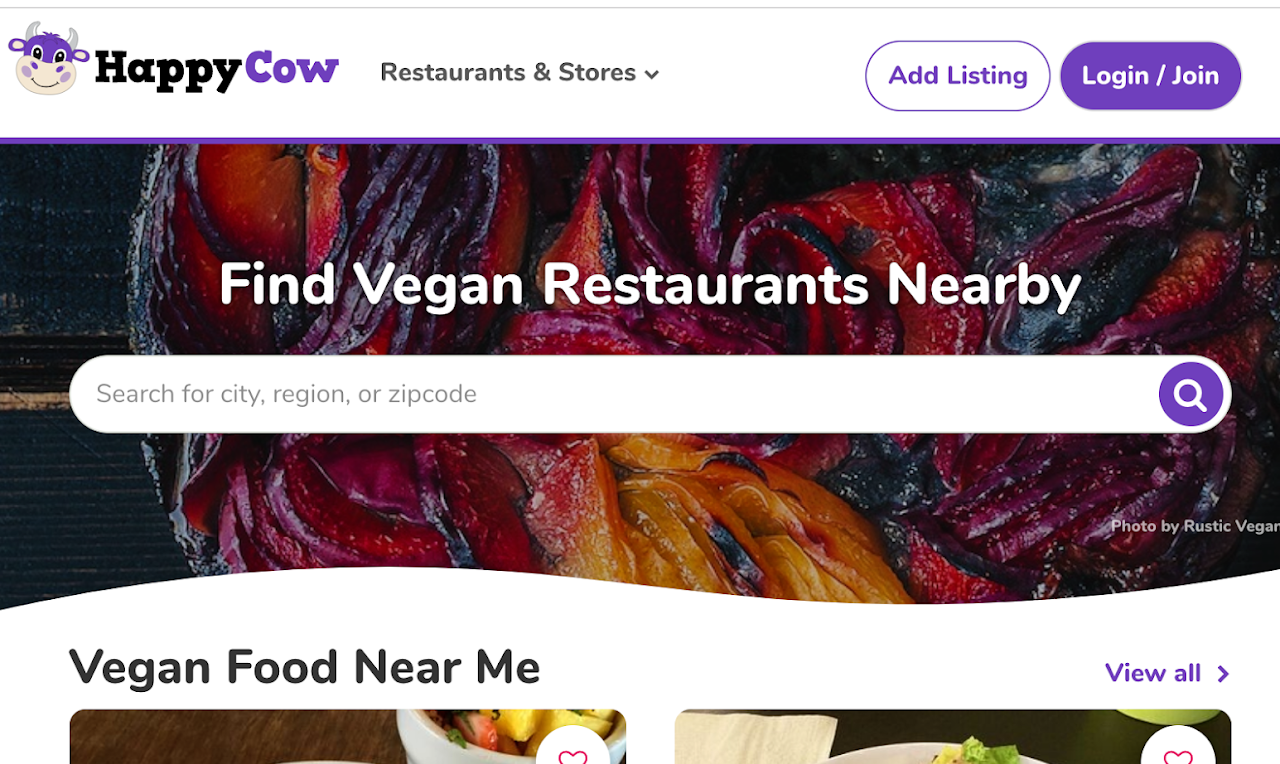 HappyCow
Restaurants & Stores
Add Listing
Login / Join
Find Vegan Restaurants Nearby
Search for city, region, or zipcode
Photo by Rustic Vegan
Vegan Food Near Me
View all